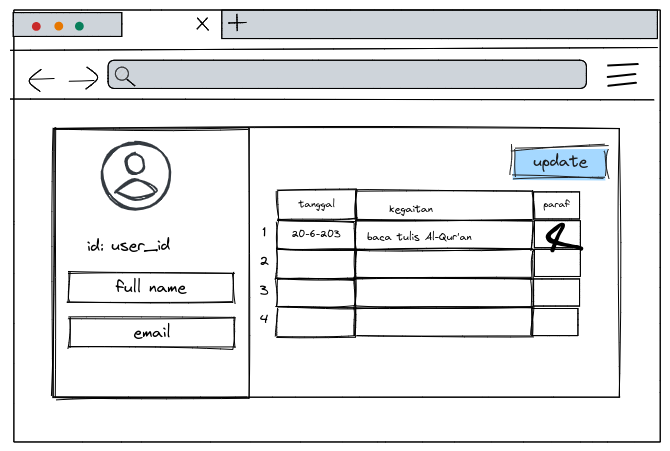 update
id: user_id
full name
email
tanggal kegaitan paraf
1 20-6-203 baca tulis Al-Qur'an
2
3
4